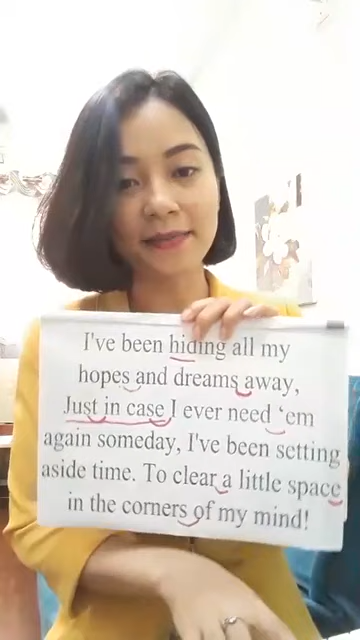 I've been hiding all my
hopes and dreams away,
Just in case I ever need ‘em
again someday, I've been setting
aside time. To clear a little space
in the corners of my mind!